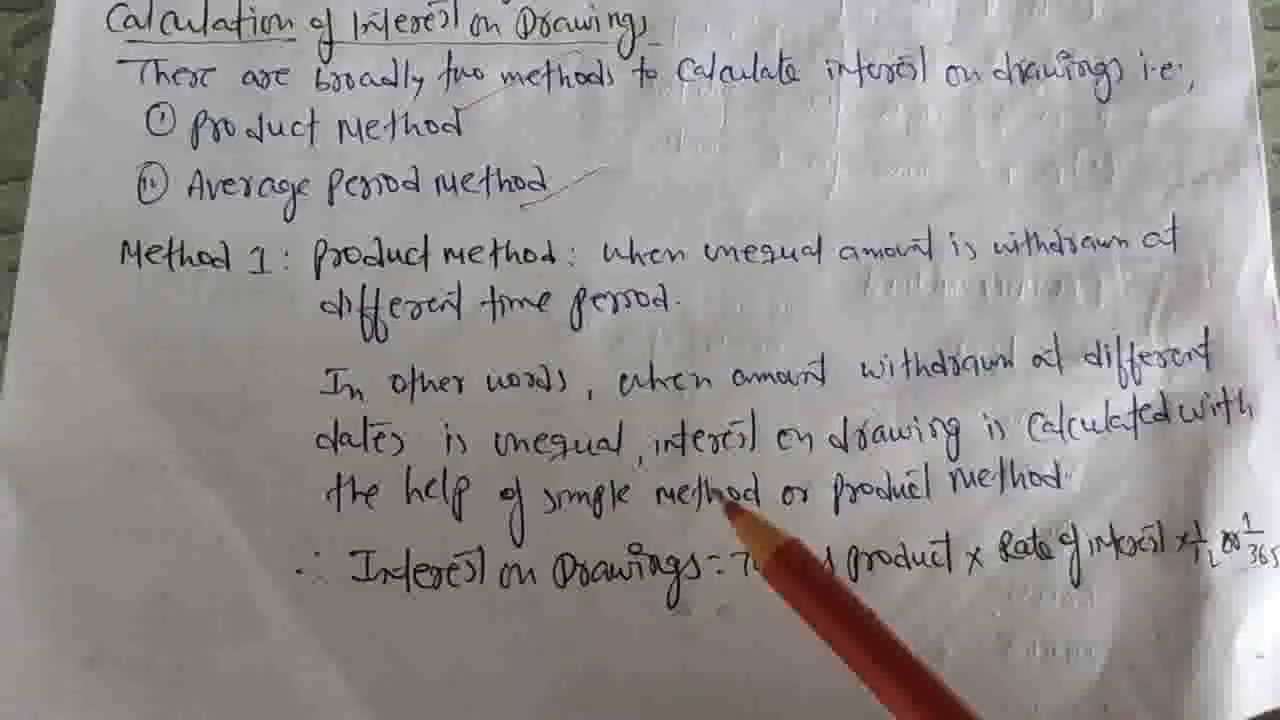 Calculation of Interest on Drawings
There are broadly two methods to calculate interest on drawings i.e,
(i) Product Method
(ii) Average Period Method
Method 1: Product method: when unequal amount is withdrawn at
different time period.
In other words, when amount withdrawn at different
dates is unequal, interest on drawing is calculated with
the help of simple method or product method.
∴ Interest on Drawings = product × Rate of interest × 1/12 or 1/365